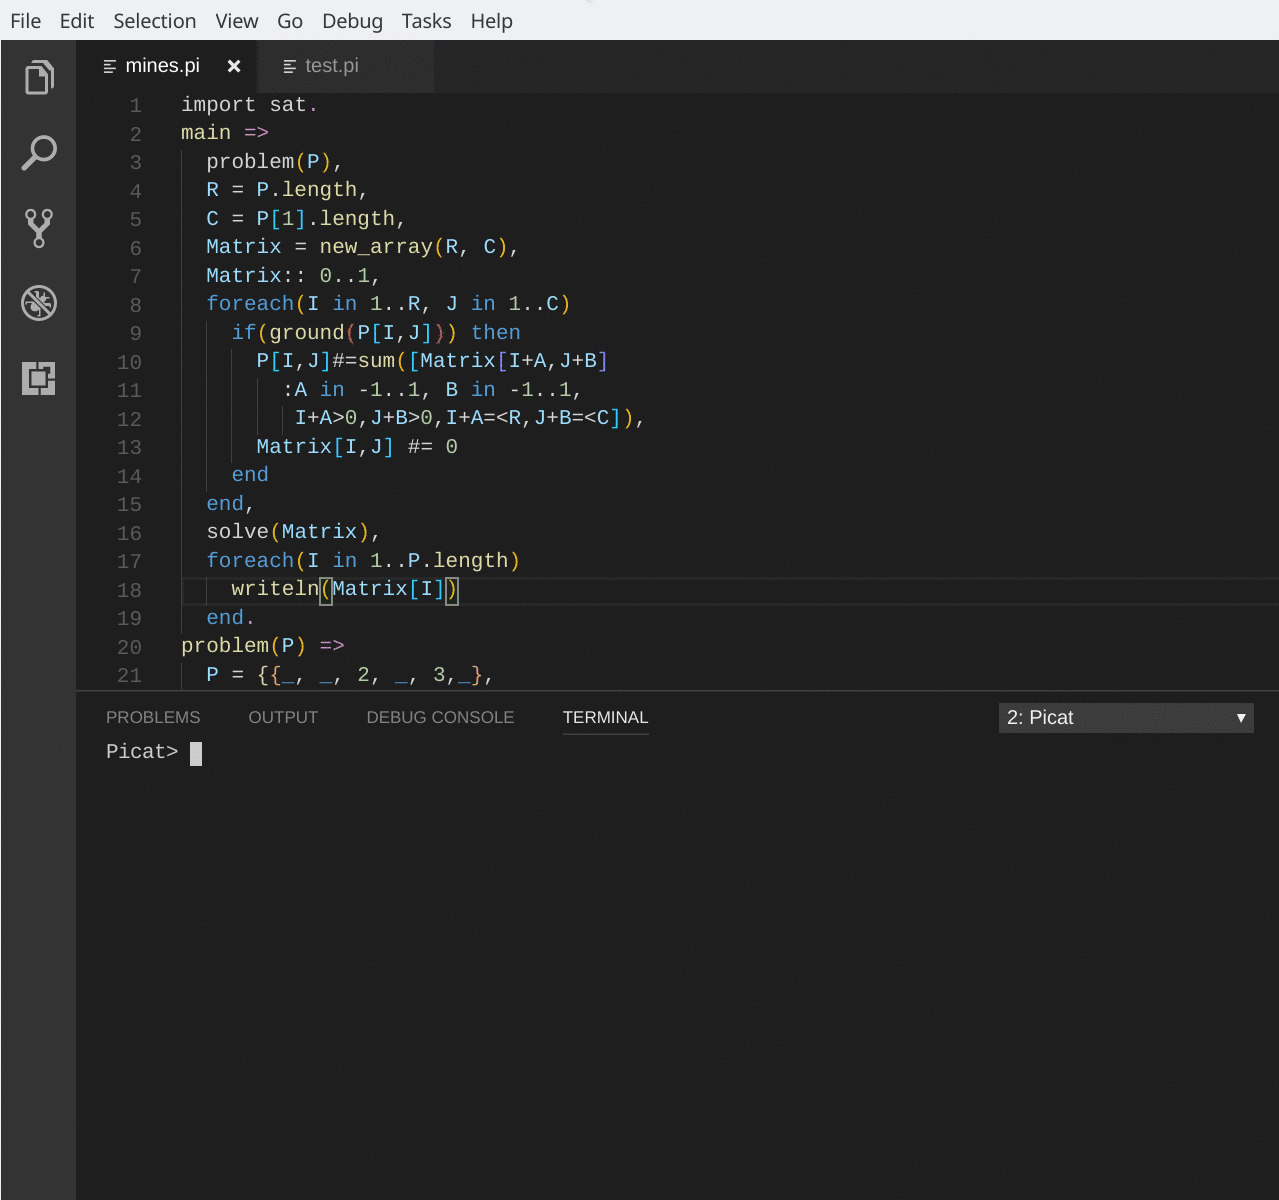 File Edit Selection View Go Debug Tasks Help
mines.pi test.pi
1 import sat.
2 main =>
3   problem(P),
4   R = P.length,
5   C = P[1].length,
6   Matrix = new_array(R, C),
7   Matrix:: 0..1,
8   foreach(I in 1..R, J in 1..C)
9     if(ground(P[I,J])) then
10       P[I,J]#=sum([Matrix[I+A,J+B]
11         :A in -1..1, B in -1..1,
12          I+A>0,J+B>0,I+A=<R,J+B=<C]),
13       Matrix[I,J] #= 0
14     end
15   end,
16   solve(Matrix),
17   foreach(I in 1..P.length)
18     writeln(Matrix[I])
19   end.
20 problem(P) =>
21   P = {{_, _, 2, _, 3,_},
PROBLEMS OUTPUT DEBUG CONSOLE TERMINAL 2: Picat
Picat>